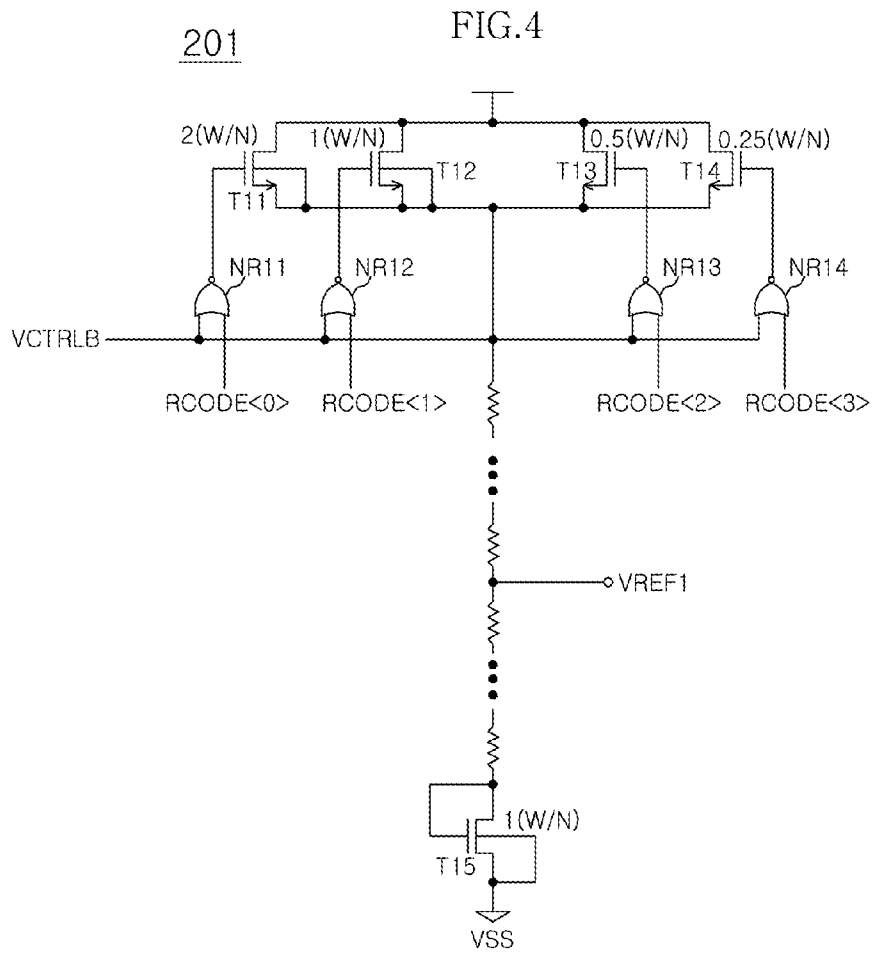 FIG.4
201
2(W/N)
1(W/N)
0.5(W/N)
0.25(W/N)
T11
T12
T13
T14
NR11
NR12
NR13
NR14
VCTRLB
RCODE<0>
RCODE<1>
RCODE<2>
RCODE<3>
VREF1
1(W/N)
T15
VSS